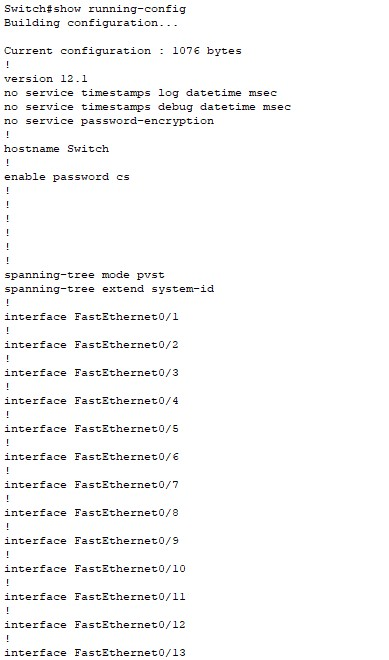 Switch#show running-config
Building configuration...
Current configuration : 1076 bytes
!
version 12.1
no service timestamps log datetime msec
no service timestamps debug datetime msec
no service password-encryption
!
hostname Switch
!
enable password cs
!
!
!
!
!
!
spanning-tree mode pvst
spanning-tree extend system-id
!
interface FastEthernet0/1
!
interface FastEthernet0/2
!
interface FastEthernet0/3
!
interface FastEthernet0/4
!
interface FastEthernet0/5
!
interface FastEthernet0/6
!
interface FastEthernet0/7
!
interface FastEthernet0/8
!
interface FastEthernet0/9
!
interface FastEthernet0/10
!
interface FastEthernet0/11
!
interface FastEthernet0/12
!
interface FastEthernet0/13